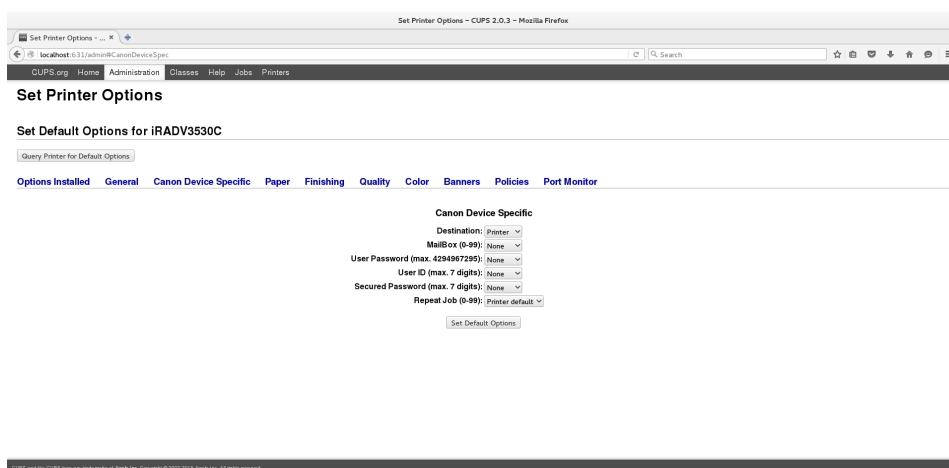 Set Printer Options – CUPS 2.0.3 – Mozilla Firefox
Set Printer Options – ...
localhost:631/admin#CanonDeviceSpec
Search
CUPS.org Home Administration Classes Help Jobs Printers
Set Printer Options
Set Default Options for iRADV3530C
Query Printer for Default Options
Options Installed General Canon Device Specific Paper Finishing Quality Color Banners Policies Port Monitor
Canon Device Specific
Destination: Printer
MailBox (0-99): None
User Password (max. 4294967295): None
User ID (max. 7 digits): None
Secured Password (max. 7 digits): None
Repeat Job (0-99): Printer default
Set Default Options